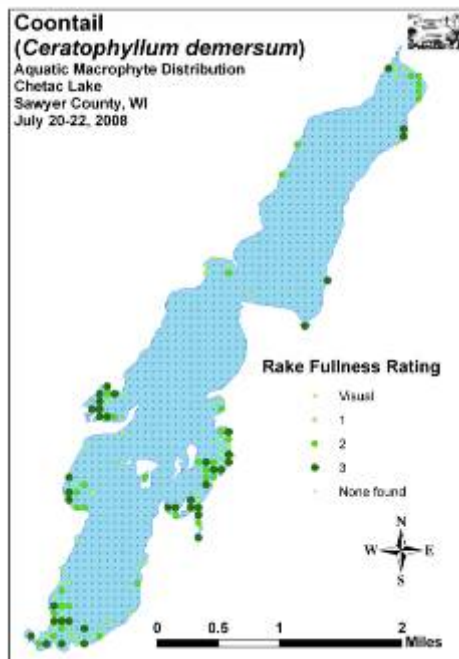 Coontail
(Ceratophyllum demersum)
Aquatic Macrophyte Distribution
Chetac Lake
Sawyer County, WI
July 20-22, 2008
Rake Fullness Rating
Visual
1
2
3
None found
N
W E
S
0 0.5 1 2
Miles